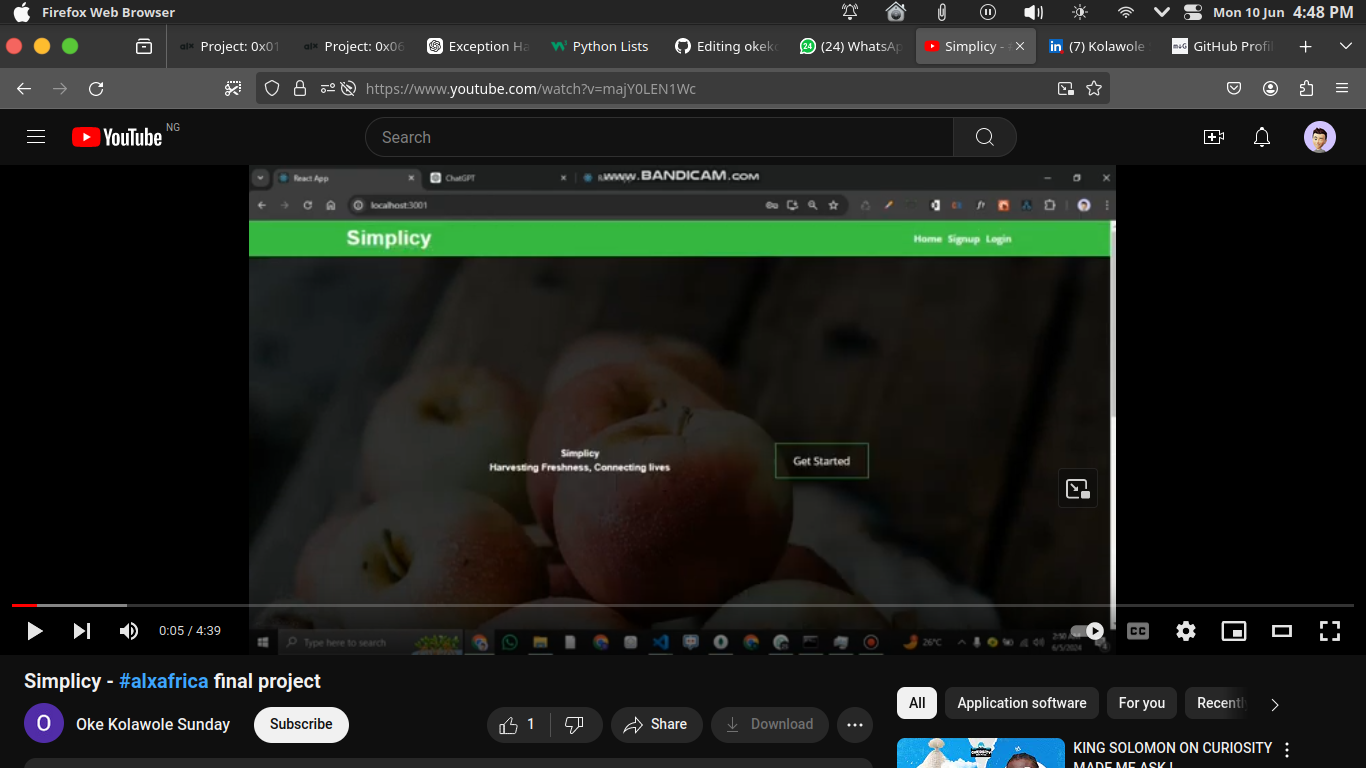 Firefox Web Browser
Mon 10 Jun 4:48 PM
Project: 0x01
Project: 0x06
Exception Ha
Python Lists
Editing okek
(24) WhatsAp
Simplicy -
(7) Kolawole
GitHub Profi
https://www.youtube.com/watch?v=majY0LEN1Wc
YouTube NG
Search
WWW.BANDICAM.COM
React App
ChatGPT
localhost:3001
Simplicy
Home Signup Login
Simplicy
Harvesting Freshness, Connecting lives
Get Started
0:05 / 4:39
CC
Type here to search
26°C
6/5/2024
Simplicy - #alxafrica final project
O
Oke Kolawole Sunday
Subscribe
1
Share
Download
All
Application software
For you
Recentl
KING SOLOMON ON CURIOSITY
MADE ME ASK !